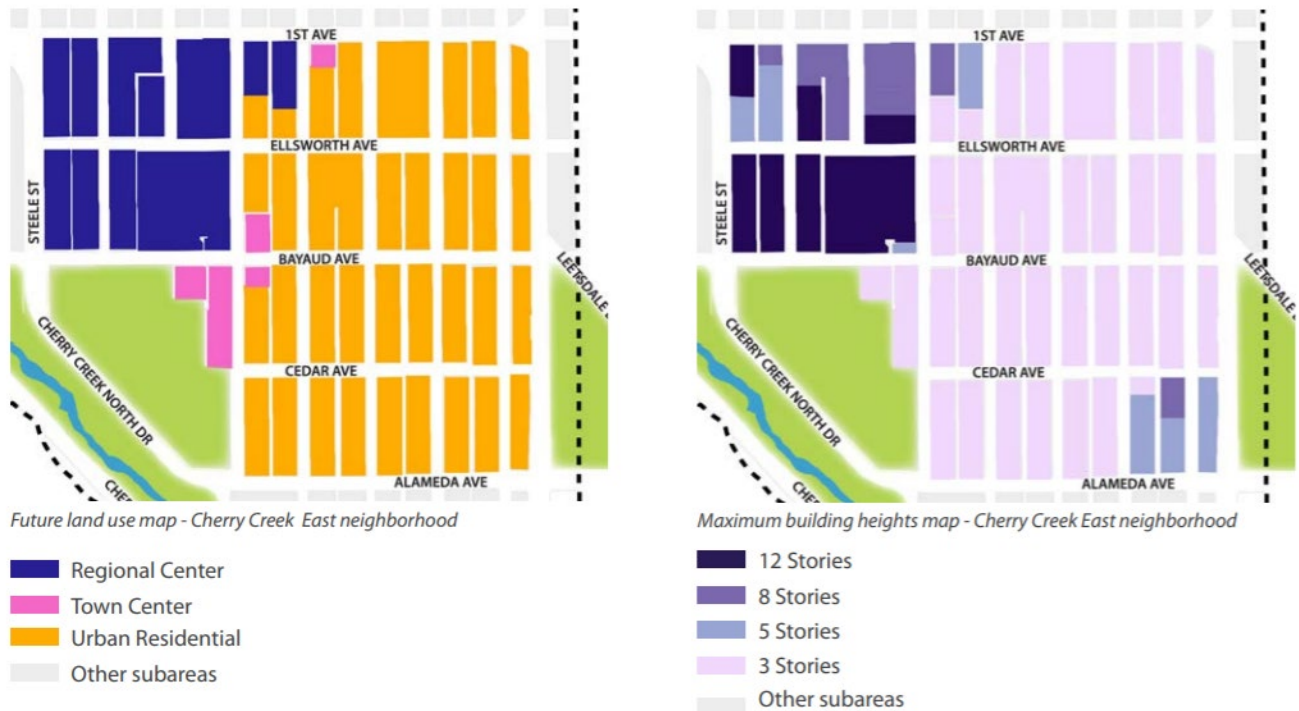 1ST AVE
ELLSWORTH AVE
STEELE ST
BAYAUD AVE
LEETSDALE
CHERRY CREEK NORTH DR
CEDAR AVE
ALAMEDA AVE
CHE
Future land use map - Cherry Creek East neighborhood
Regional Center
Town Center
Urban Residential
Other subareas
1ST AVE
ELLSWORTH AVE
STEELE ST
BAYAUD AVE
LEETSDALE
CHERRY CREEK NORTH DR
CEDAR AVE
ALAMEDA AVE
CHER
Maximum building heights map - Cherry Creek East neighborhood
12 Stories
8 Stories
5 Stories
3 Stories
Other subareas